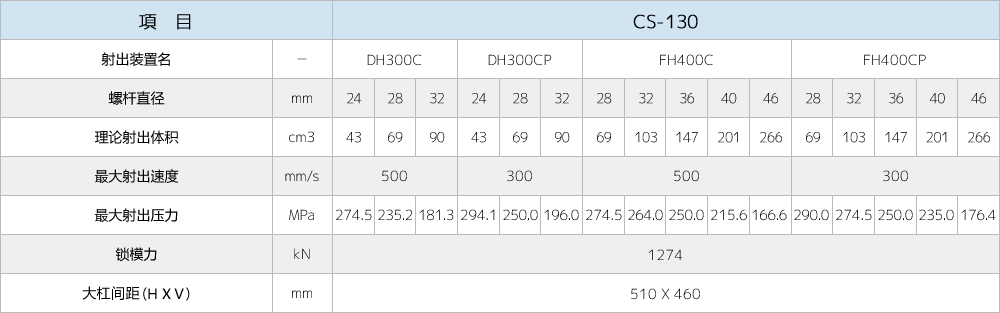 項 目 CS-130
射出装置名 — DH300C DH300CP FH400C FH400CP
螺杆直径 mm 24 28 32 24 28 32 28 32 36 40 46 28 32 36 40 46
理论射出体积 cm3 43 69 90 43 69 90 69 103 147 201 266 69 103 147 201 266
最大射出速度 mm/s 500 300 500 300
最大射出压力 MPa 274.5 235.2 181.3 294.1 250.0 196.0 274.5 264.0 250.0 215.6 166.6 290.0 274.5 250.0 235.0 176.4
锁模力 kN 1274
大杠间距(H X V) mm 510 X 460